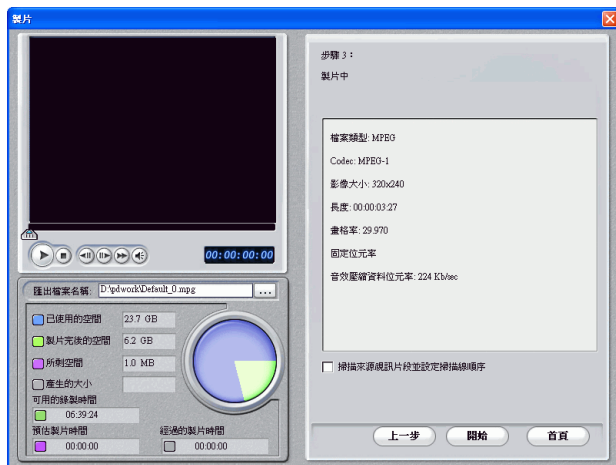 製片
00:00:00:00
匯出檔案名稱:
D:\pdwork\Default_0.mpg
...
已使用的空間
23.7 GB
製片完後的空間
6.2 GB
所剩空間
1.0 MB
產生的大小
可用的錄製時間
06:39:24
預估製片時間
00:00:00
經過的製片時間
00:00:00
步驟 3：
製片中
檔案類型: MPEG
Codec: MPEG-1
影像大小: 320x240
長度: 00:00:03:27
畫格率: 29.970
固定位元率
音效壓縮資料位元率: 224 Kb/sec
掃描來源視訊片段並設定掃描線順序
上一步
開始
首頁